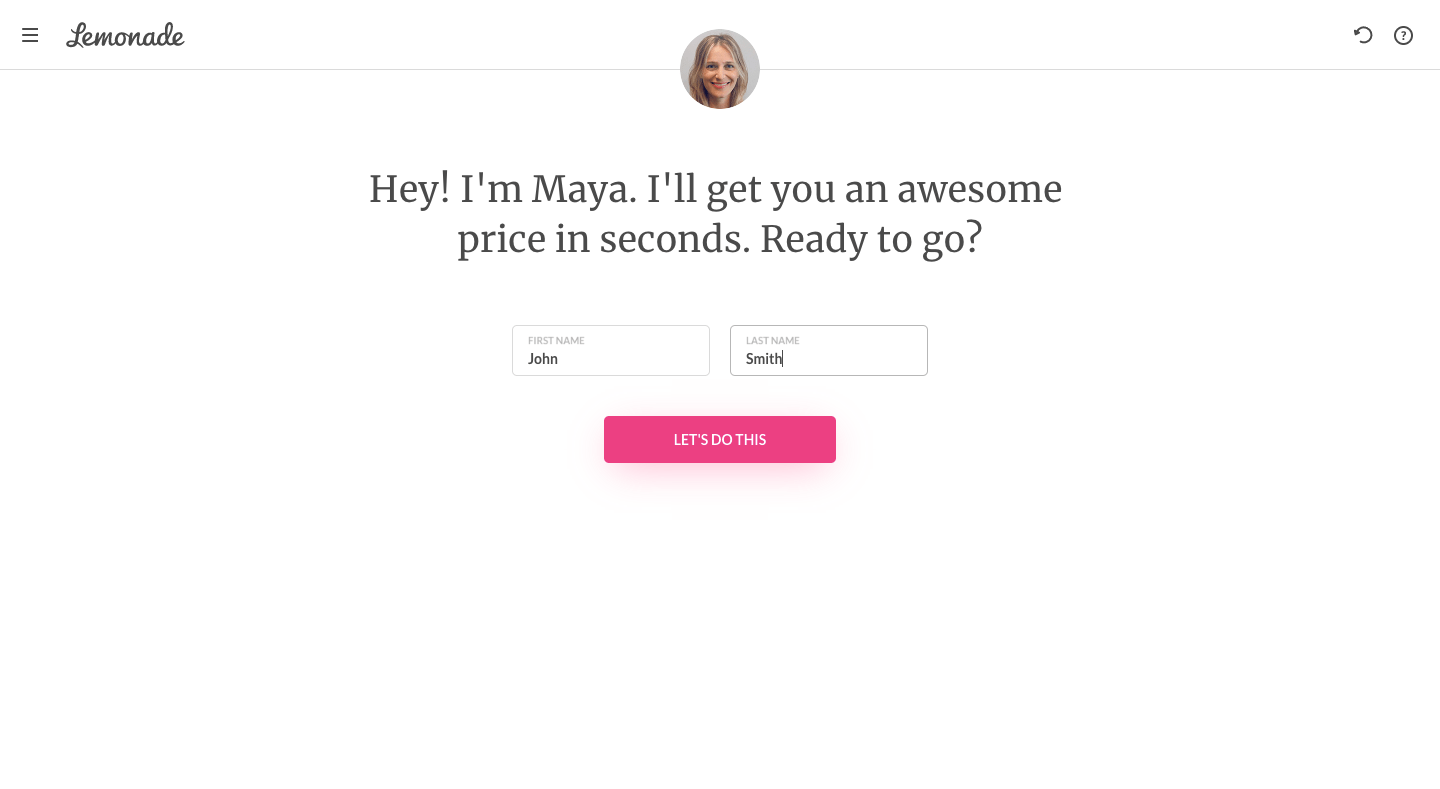 Lemonade
?
Hey! I'm Maya. I'll get you an awesome
price in seconds. Ready to go?
FIRST NAME
John
LAST NAME
Smith
LET'S DO THIS